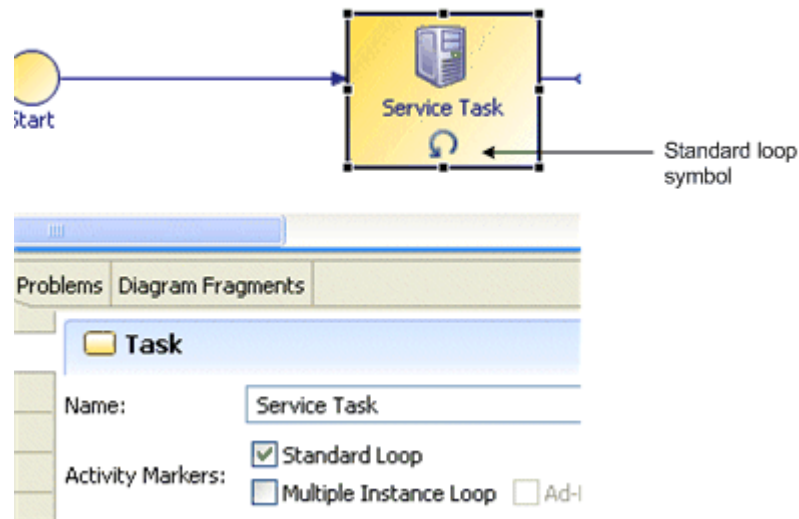 Service Task
Start
Standard loop
symbol
Problems
Diagram Fragments
Task
Name:
Service Task
Activity Markers:
Standard Loop
Multiple Instance Loop
Ad-